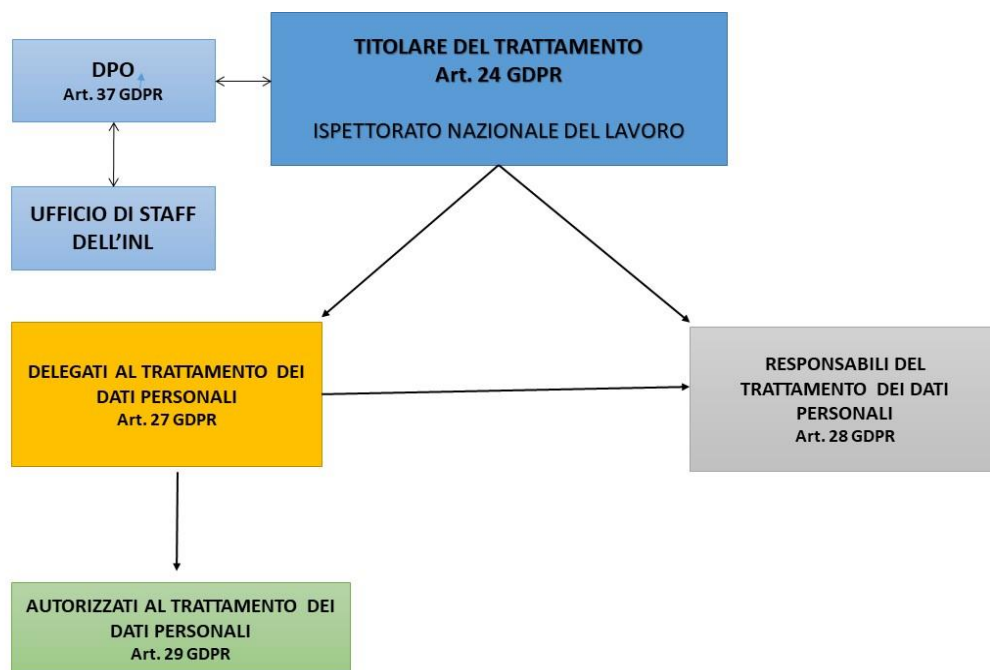 DPO
Art. 37 GDPR
TITOLARE DEL TRATTAMENTO
Art. 24 GDPR
ISPETTORATO NAZIONALE DEL LAVORO
UFFICIO DI STAFF
DELL’INL
DELEGATI AL TRATTAMENTO DEI
DATI PERSONALI
Art. 27 GDPR
RESPONSABILI DEL
TRATTAMENTO DEI DATI
PERSONALI
Art. 28 GDPR
AUTORIZZATI AL TRATTAMENTO DEI
DATI PERSONALI
Art. 29 GDPR